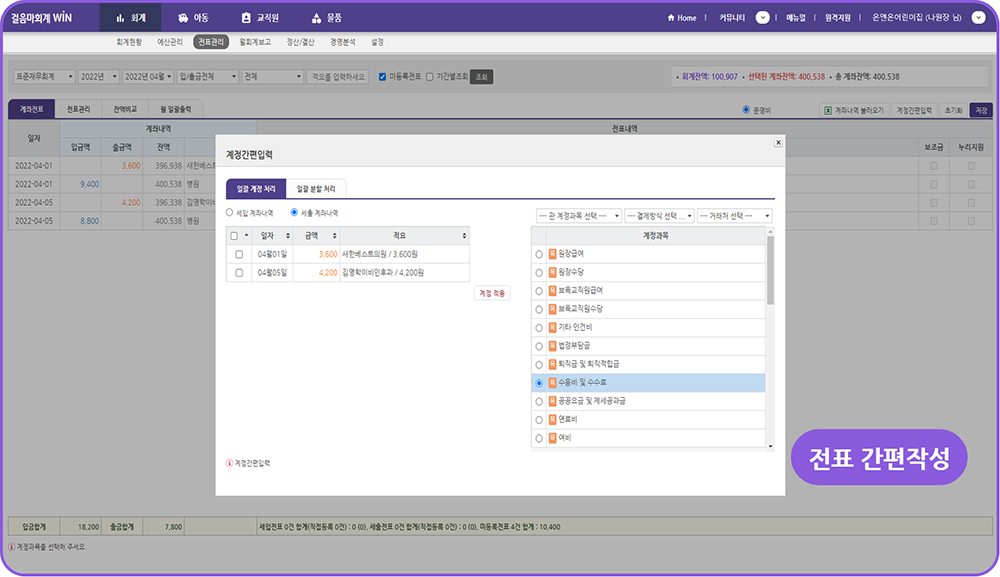 걸음마회계 WIN 회계 아동 교직원 물품 Home 커뮤니티 메뉴얼 원격지원 온앤온어린이집 (나원장 님)
회계현황 예산관리 전표관리 월회계보고 정산/결산 경영분석 설정
표준재무회계 2022년 2022년 04월 입/출금전체 전체 적요를 입력하세요. 미등록전표 기간별조회 조회 • 회계잔액: 100,907 • 선택된 계좌잔액: 400,538 • 총 계좌잔액: 400,538
계좌전표 전표관리 잔액비교 월 일괄출력 운영비 계좌내역 불러오기 계정간편입력 초기화 저장
일자 계좌내역 전표내역
입금액 출금액 잔액 보조금 누리지원
2022-04-01 3,600 396,938 새한베스트
2022-04-01 9,400 400,538 병원
2022-04-05 4,200 396,338 김영학이비
2022-04-05 8,800 400,538 병원
계정간편입력
일괄 계정 처리 일괄 분할 처리
세입 계좌내역 세출 계좌내역
--- 관 계정과목 선택 --- --- 결제방식 선택 ... --- 거래처 선택 ---
일자 금액 적요
04월01일 3,600 새한베스트의원 / 3,600원
04월05일 4,200 김영학이비인후과 / 4,200원
계정 적용
계정과목
목 원장급여
목 원장수당
목 보육교직원급여
목 보육교직원수당
목 기타 인건비
목 법정부담금
목 퇴직금 및 퇴직적립금
목 수용비 및 수수료
목 공공요금 및 제세공과금
목 연료비
목 여비
계정간편입력
전표 간편작성
입금합계 18,200 출금합계 7,800 세입전표 0건 합계(직접등록 0건) : 0 (0), 세출전표 0건 합계(직접등록 0건) : 0 (0), 미등록전표 4건 합계 : 10,400
계정과목을 선택해 주세요.